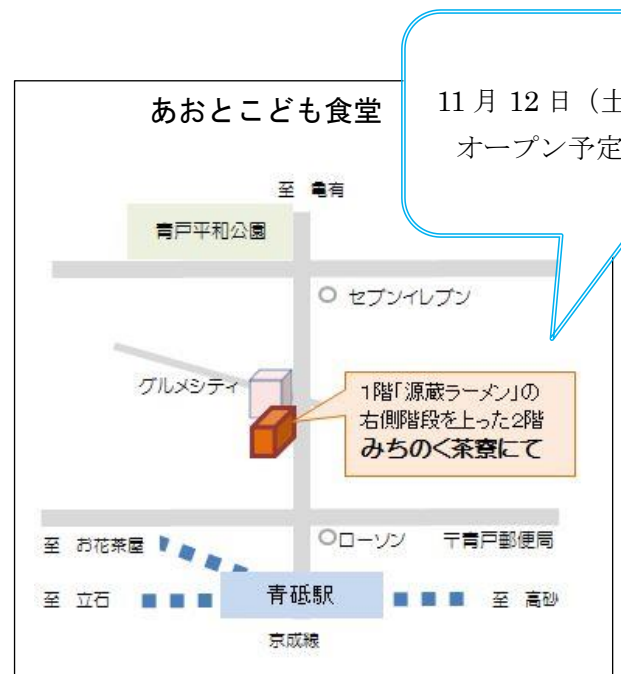 あおとこども食堂
11月12日（土
オープン予定
至 亀有
青戸平和公園
セブンイレブン
グルメシティ
1階「源蔵ラーメン」の
右側階段を上った2階
みちのく茶寮にて
ローソン
〒青戸郵便局
至 お花茶屋
至 立石
青砥駅
至 高砂
京成線